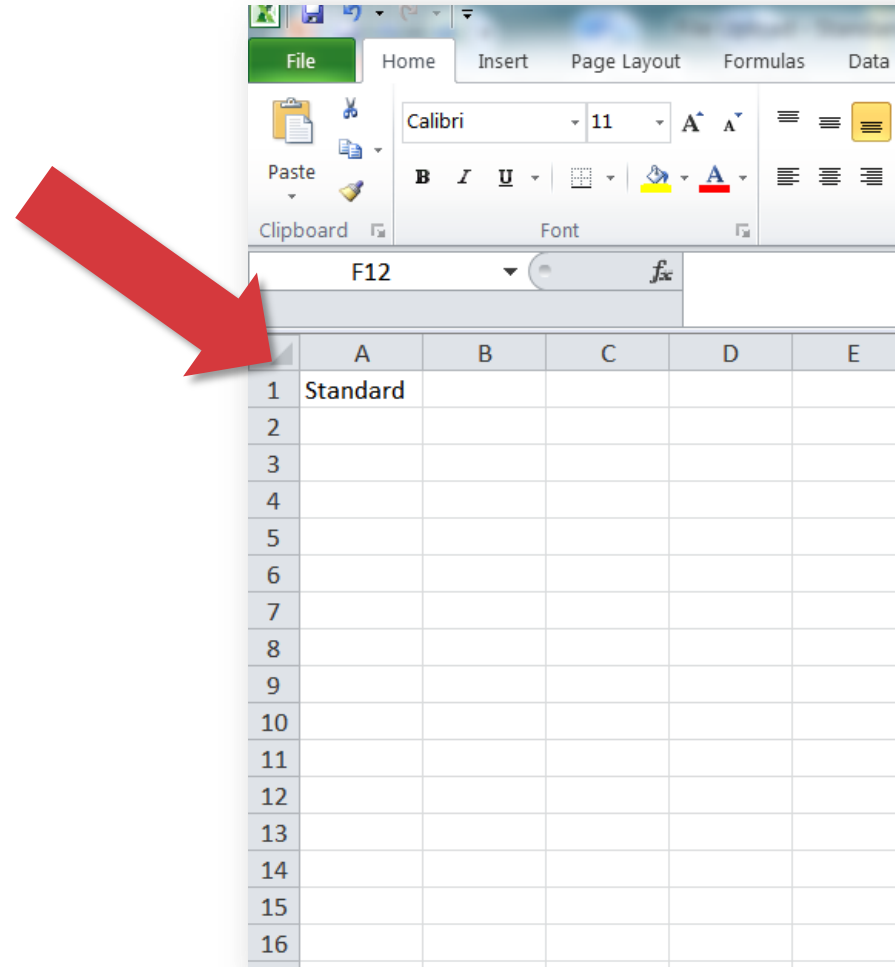 File Home Insert Page Layout Formulas Data
Calibri 11 A A
Paste B I U A
Clipboard Font
F12 fx
A B C D E
1 Standard
2
3
4
5
6
7
8
9
10
11
12
13
14
15
16